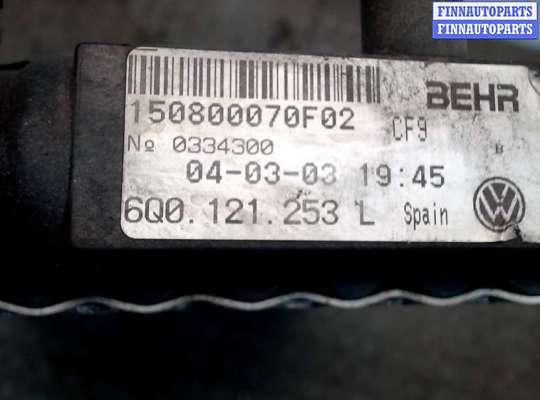 FINNAUTOPARTS
FINNAUTOPARTS
BEHR
150800070F02 CF9
№ 0334300 B
04-03-03 19:45
6Q0.121.253 L Spain